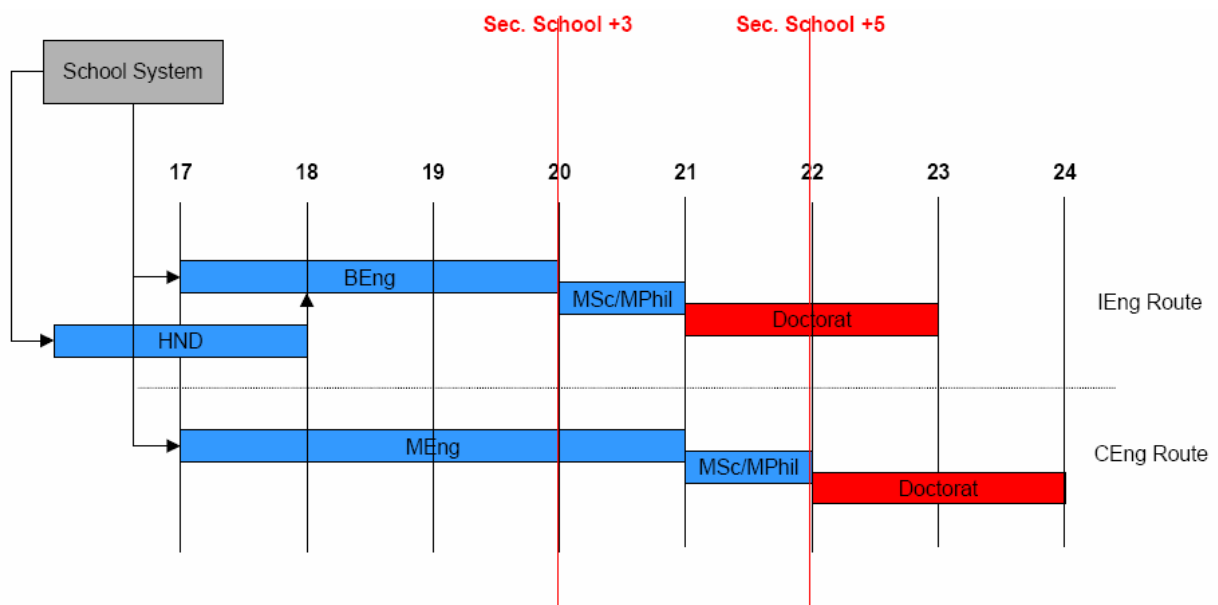 Sec. School +3
Sec. School +5
School System
17
18
19
20
21
22
23
24
BEng
MSc/MPhil
Doctorat
IEng Route
HND
MEng
MSc/MPhil
Doctorat
CEng Route